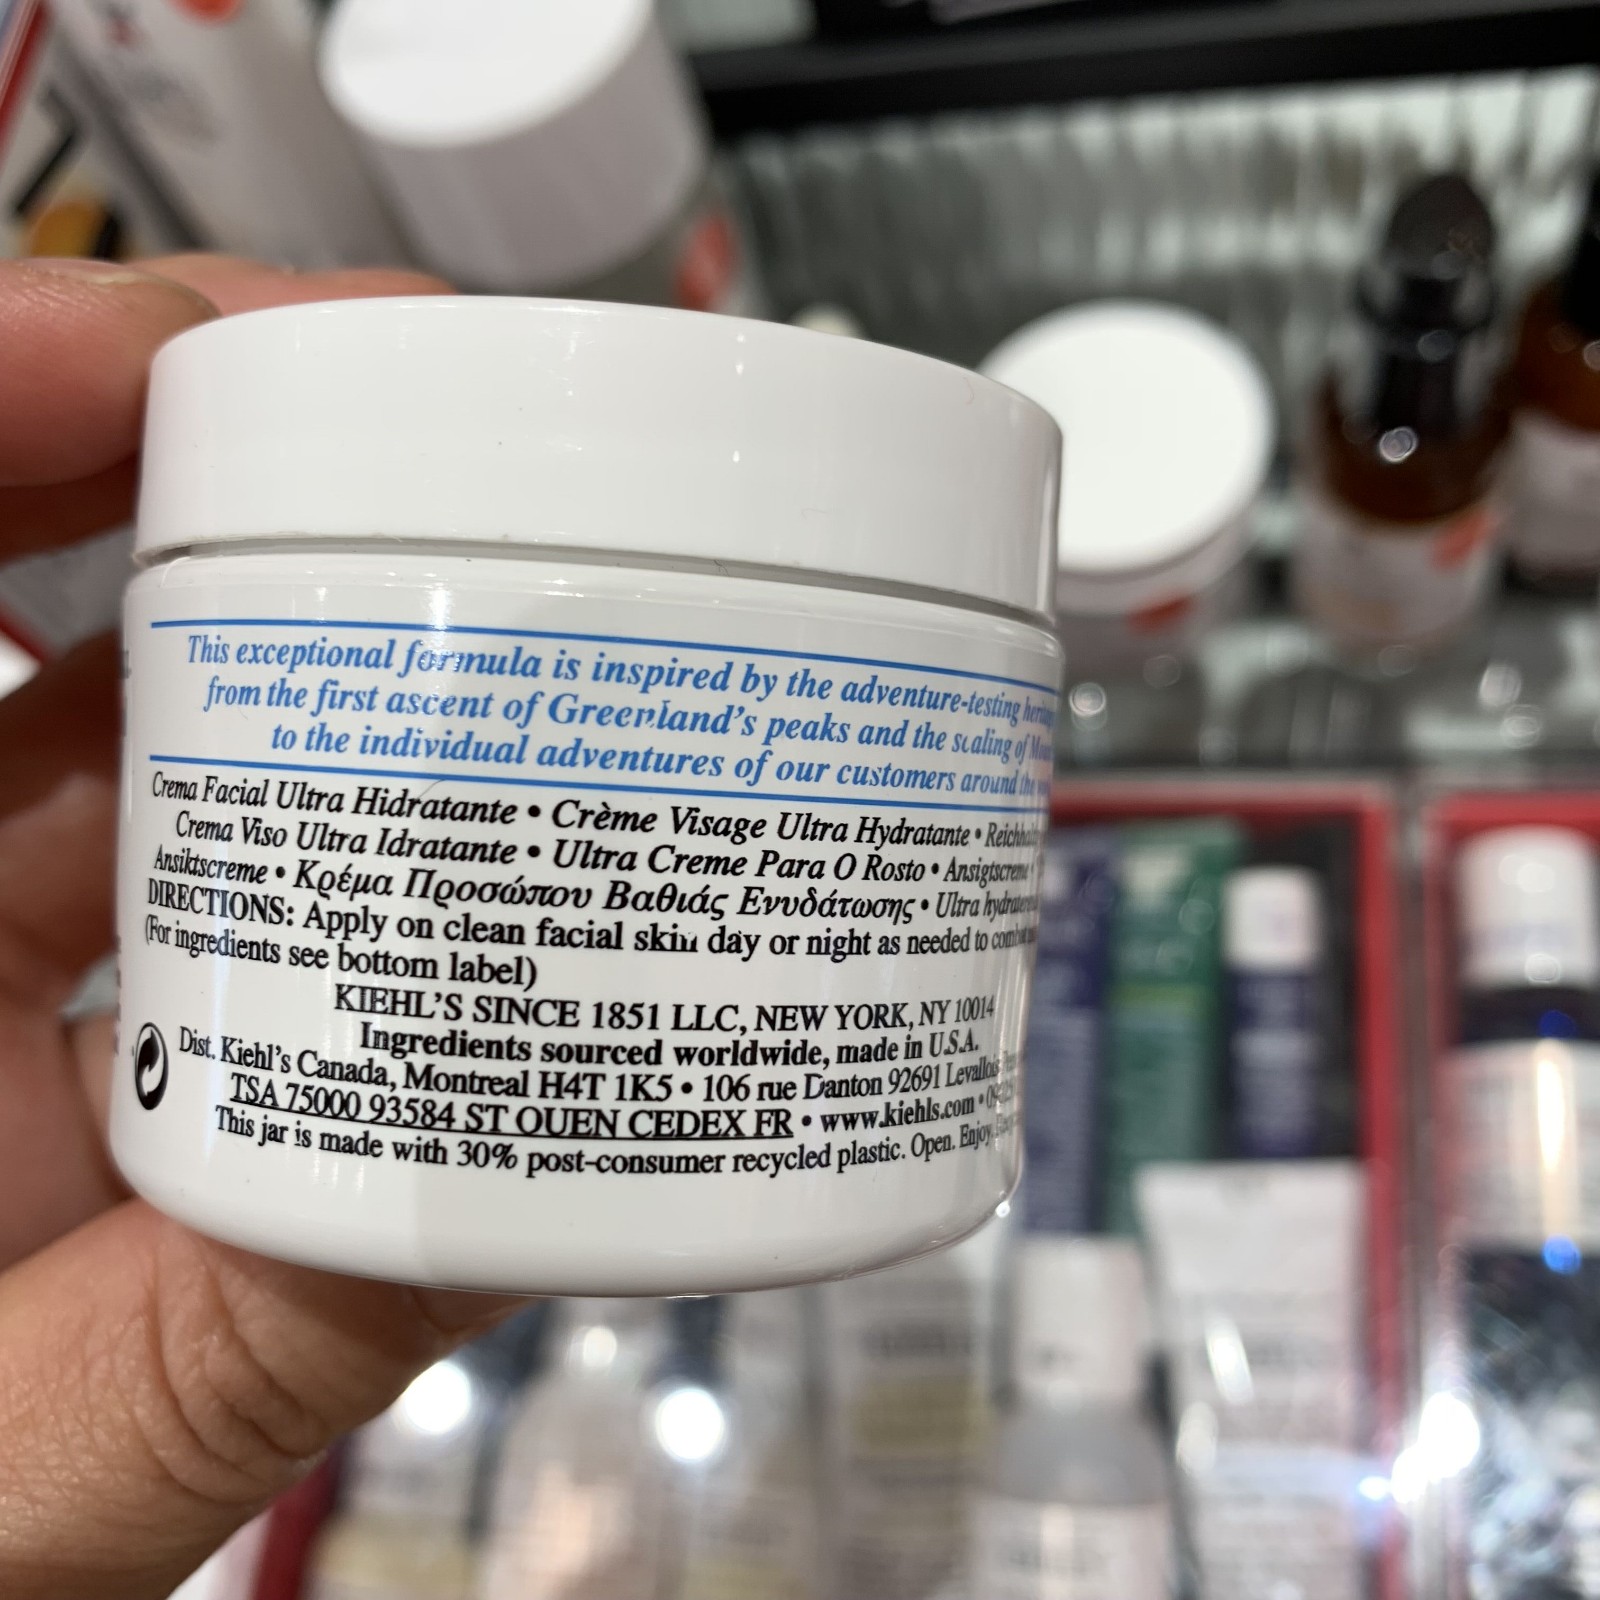 This exceptional formula is inspired by the adventure-testing
from the first ascent of Greenland's peaks and the scaling of
to the individual adventures of our customers around the
Crema Facial Ultra Hidratante • Crème Visage Ultra Hydratante •
Crema Viso Ultra Idratante • Ultra Creme Para O Rosto • Ansigtscreme •
Ansiktscreme • Κρέμα Προσώπου Βαθιάς Ενυδάτωσης • Ultra
DIRECTIONS: Apply on clean facial skin day or night as needed to
(For ingredients see bottom label)
KIEHL'S SINCE 1851 LLC, NEW YORK, NY 10014
Ingredients sourced worldwide, made in U.S.A.
Dist. Kiehl's Canada, Montreal H4T 1K5 • 106 rue Danton 92691 Levallois
TSA 75000 93584 ST OUEN CEDEX FR • www.kiehls.com •
This jar is made with 30% post-consumer recycled plastic. Open. Enjoy.